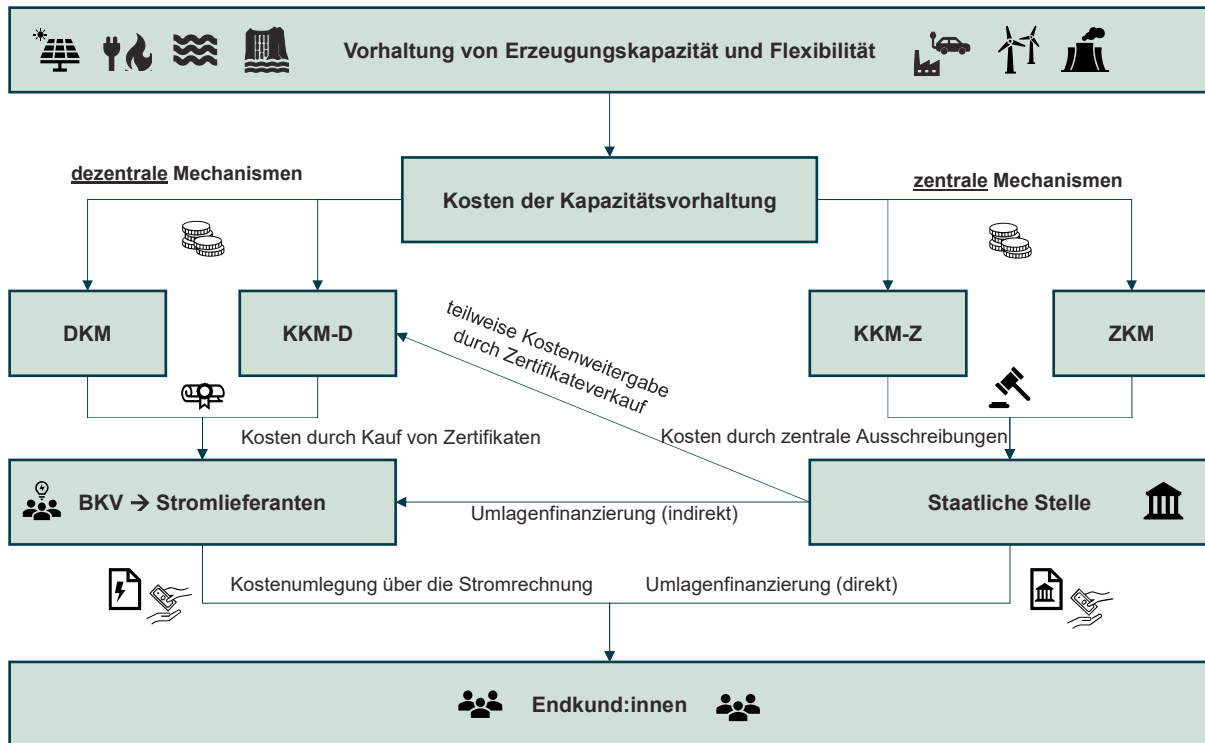 Vorhaltung von Erzeugungskapazität und Flexibilität
dezentrale Mechanismen
Kosten der Kapazitätsvorhaltung
zentrale Mechanismen
DKM
KKM-D
teilweise Kostenweitergabe
durch Zertifikateverkauf
KKM-Z
ZKM
Kosten durch Kauf von Zertifikaten
Kosten durch zentrale Ausschreibungen
BKV → Stromlieferanten
Umlagenfinanzierung (indirekt)
Staatliche Stelle
Kostenumlegung über die Stromrechnung
Umlagenfinanzierung (direkt)
Endkund:innen